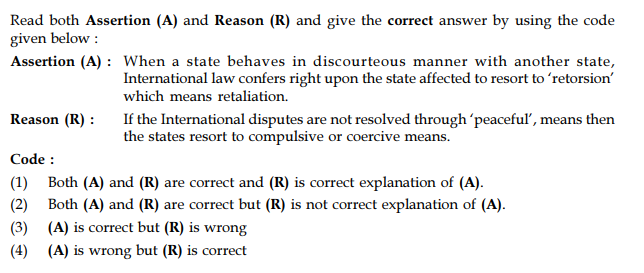 Read both Assertion (A) and Reason (R) and give the correct answer by using the code
given below :
Assertion (A) : When a state behaves in discourteous manner with another state,
International law confers right upon the state affected to resort to 'retorsion'
which means retaliation.
Reason (R) : If the International disputes are not resolved through 'peaceful', means then
the states resort to compulsive or coercive means.
Code :
(1) Both (A) and (R) are correct and (R) is correct explanation of (A).
(2) Both (A) and (R) are correct but (R) is not correct explanation of (A).
(3) (A) is correct but (R) is wrong
(4) (A) is wrong but (R) is correct